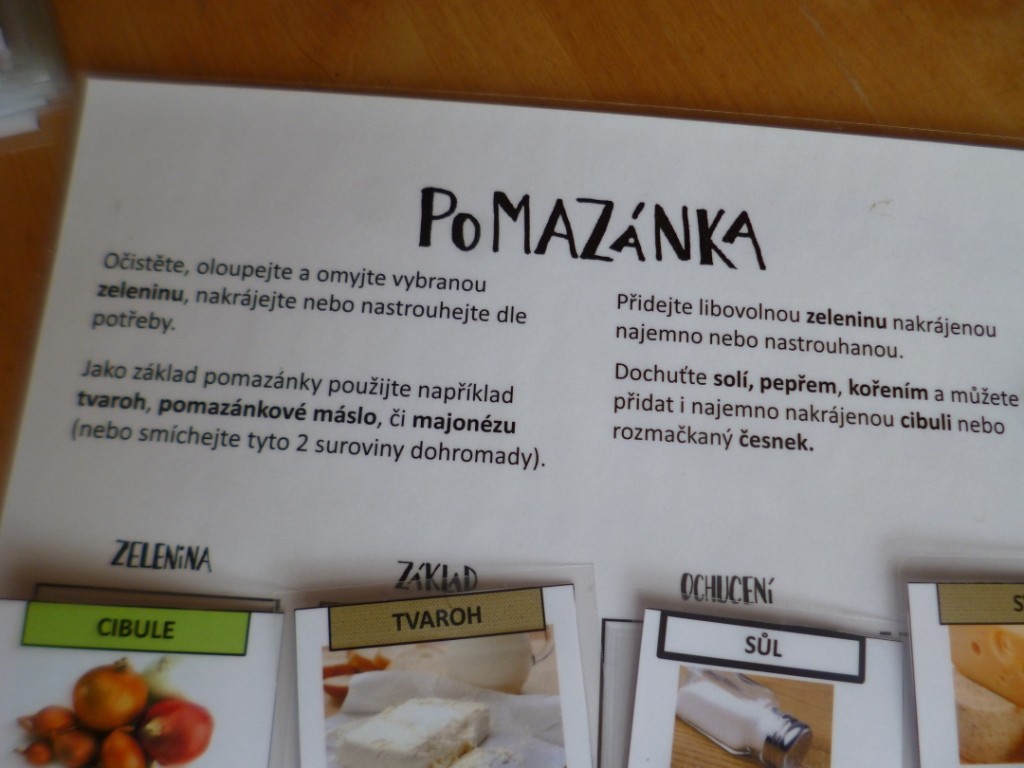 PoMAZáNKA
Očistěte, oloupejte a omyjte vybranou
zeleninu, nakrájejte nebo nastrouhejte dle
potřeby.
Jako základ pomazánky použijte například
tvaroh, pomazánkové máslo, či majonézu
(nebo smíchejte tyto 2 suroviny dohromady).
Přidejte libovolnou zeleninu nakrájenou
najemno nebo nastrouhanou.
Dochuťte solí, pepřem, kořením a můžete
přidat i najemno nakrájenou cibuli nebo
rozmačkaný česnek.
ZELENiNA
ZÁKLAD
OCHUCENÍ
CIBULE
TVAROH
SŮL